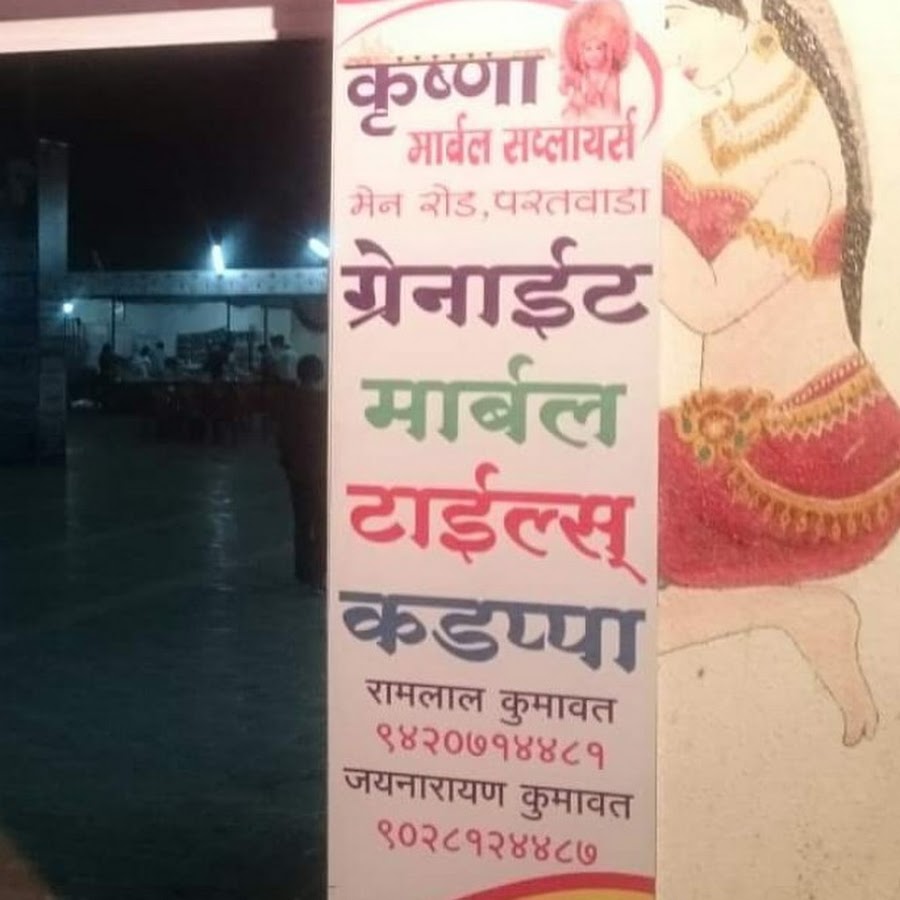 कृष्णा
मार्बल सप्लायर्स
मेन रोड,परतवाडा
ग्रेनाईट
मार्बल
टाईल्स्
कडप्पा
रामलाल कुमावत
९४२०७१४४८१
जयनारायण कुमावत
९०२८१२४४८७